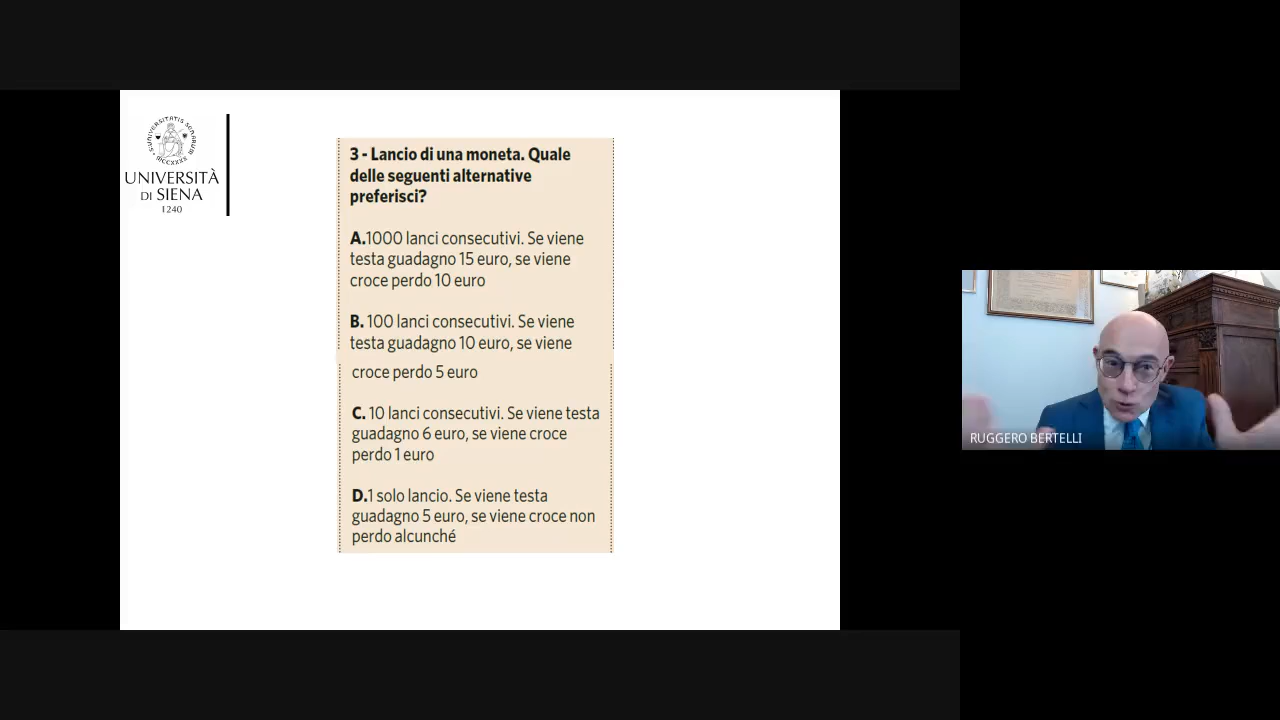 UNIVERSITÀ
DI SIENA
1240
3 - Lancio di una moneta. Quale
delle seguenti alternative
preferisci?
A.1000 lanci consecutivi. Se viene
testa guadagno 15 euro, se viene
croce perdo 10 euro
B. 100 lanci consecutivi. Se viene
testa guadagno 10 euro, se viene
croce perdo 5 euro
C. 10 lanci consecutivi. Se viene testa
guadagno 6 euro, se viene croce
perdo 1 euro
D.1 solo lancio. Se viene testa
guadagno 5 euro, se viene croce non
perdo alcunché
RUGGERO BERTELLI